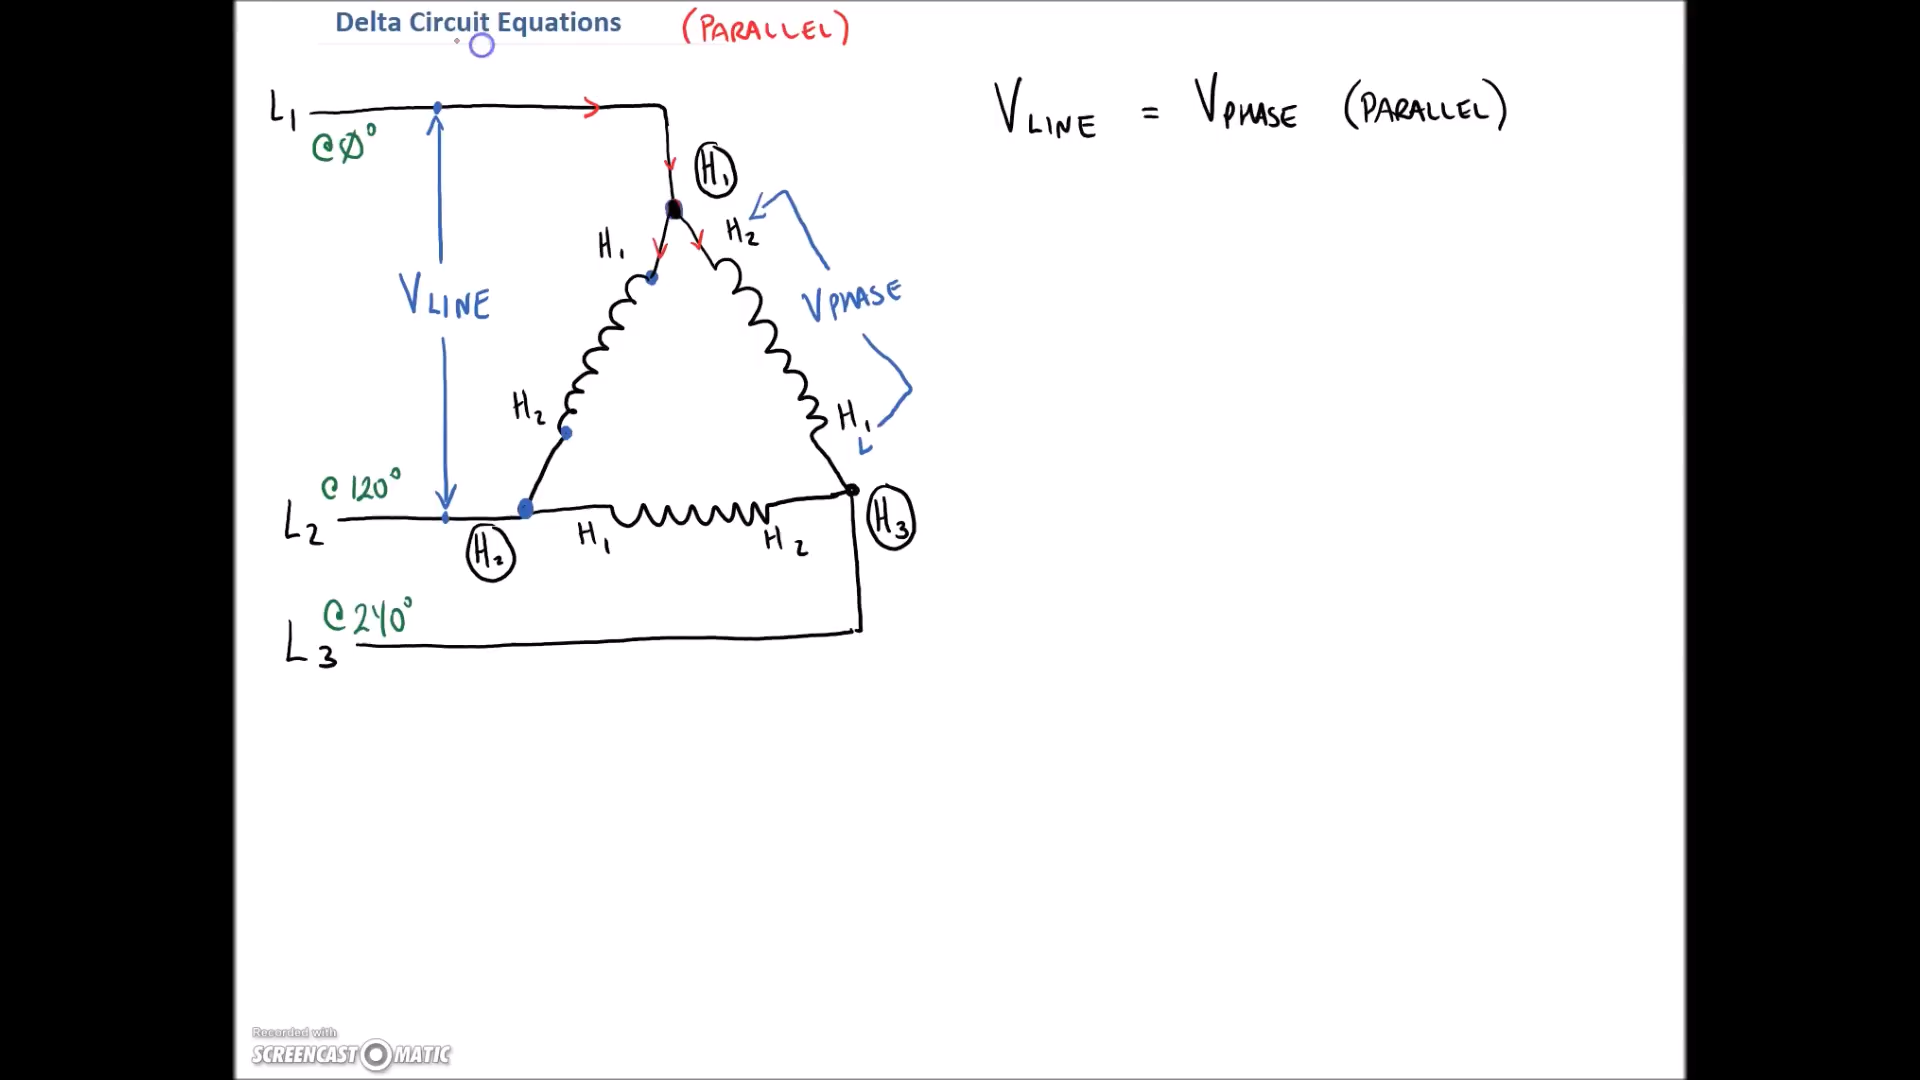 Delta Circuit Equations (PARALLEL)
L1
@0°
VLINE = VPHASE (PARALLEL)
H1
H1
H2
VLINE
VPHASE
H2
H1
@ 120°
L2
H2
H1
H2
H3
@ 240°
L3
Recorded with
SCREENCAST MATIC